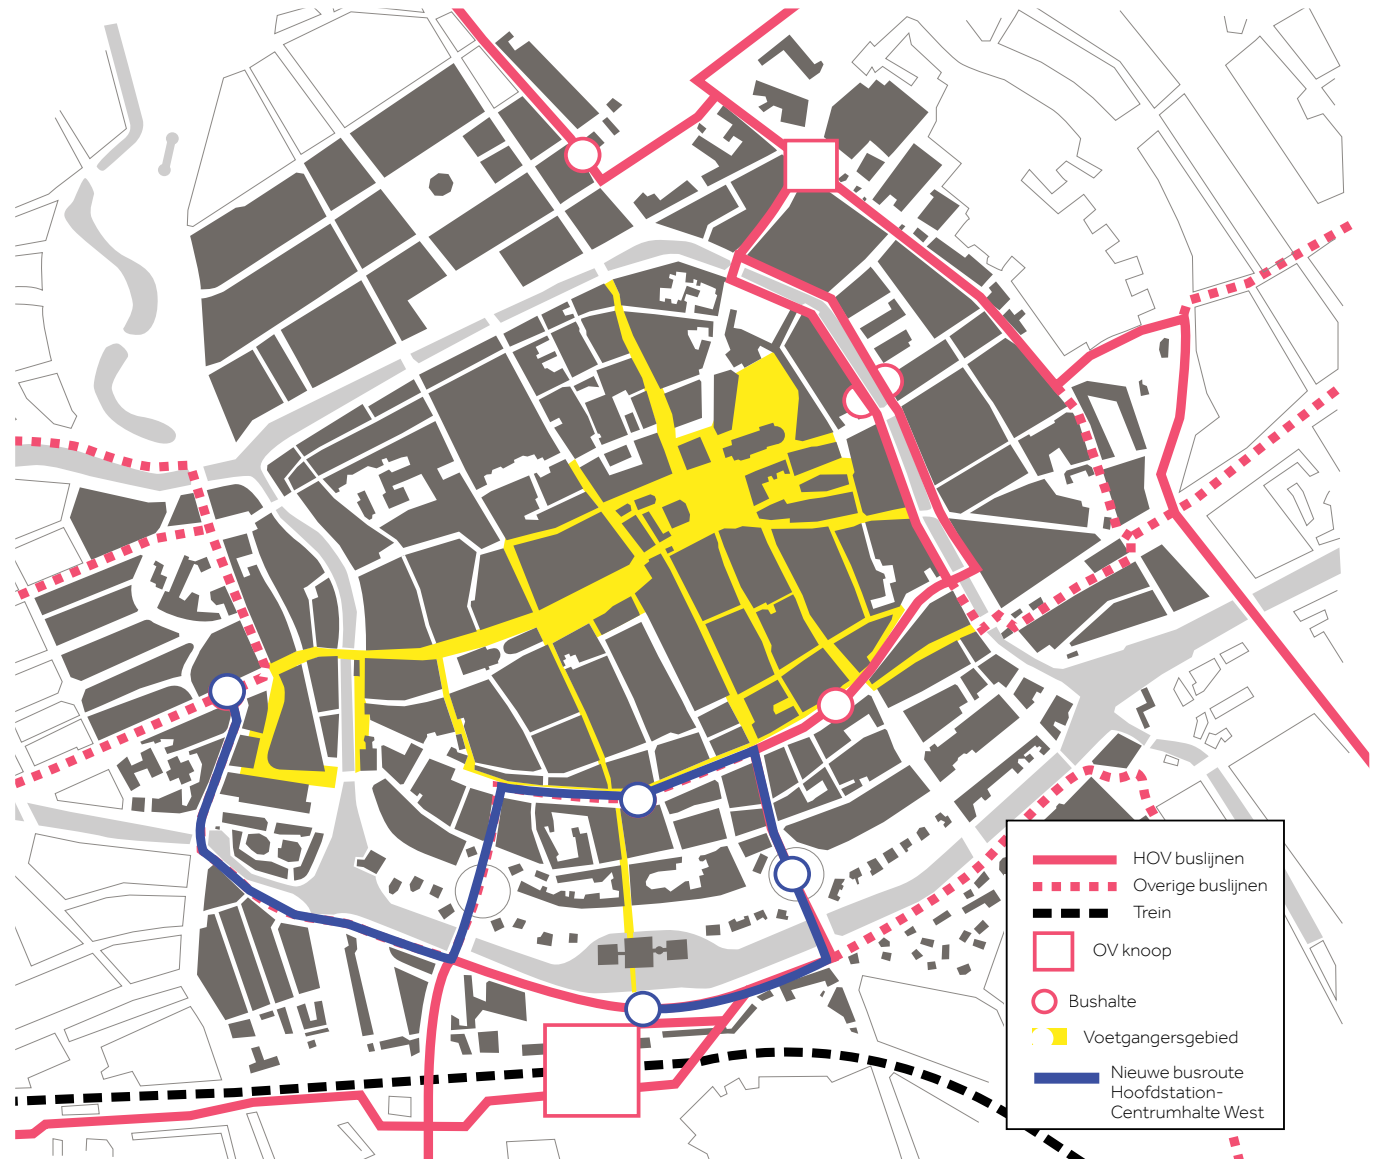 HOV buslijnen
Overige buslijnen
Trein
OV knoop
Bushalte
Voetgangersgebied
Nieuwe busroute
Hoofdstation-
Centrumhalte West